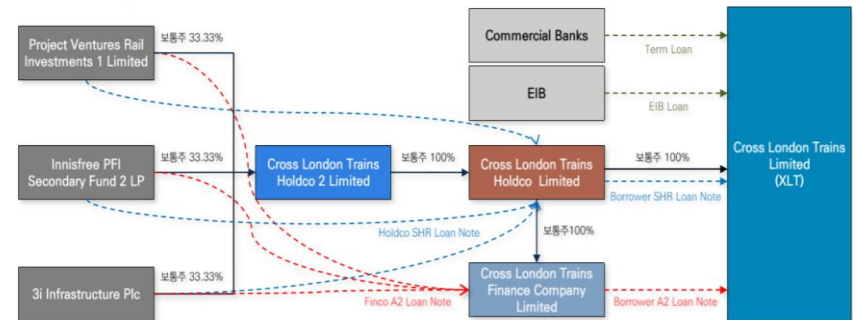 Project Ventures Rail
Investments 1 Limited
보통주 33.33%
Commercial Banks
Term Loan
EIB
EIB Loan
Innisfree PFI
Secondary Fund 2 LP
보통주 33.33%
Cross London Trains
Holdco 2 Limited
보통주 100%
Cross London Trains
Holdco Limited
보통주 100%
Borrower SHR Loan Note
Cross London Trains
Limited
(XLT)
Holdco SHR Loan Note
보통주100%
3i Infrastructure Plc
보통주 33.33%
Finco A2 Loan Note
Cross London Trains
Finance Company
Limited
Borrower A2 Loan Note